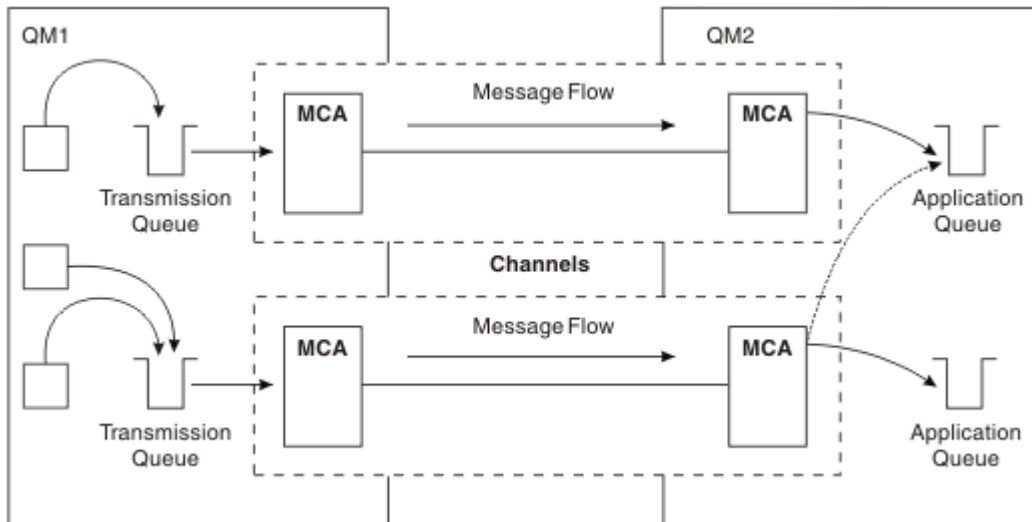 QM1
QM2
Message Flow
MCA
MCA
Transmission
Queue
Application
Queue
Channels
Message Flow
MCA
MCA
Transmission
Queue
Application
Queue